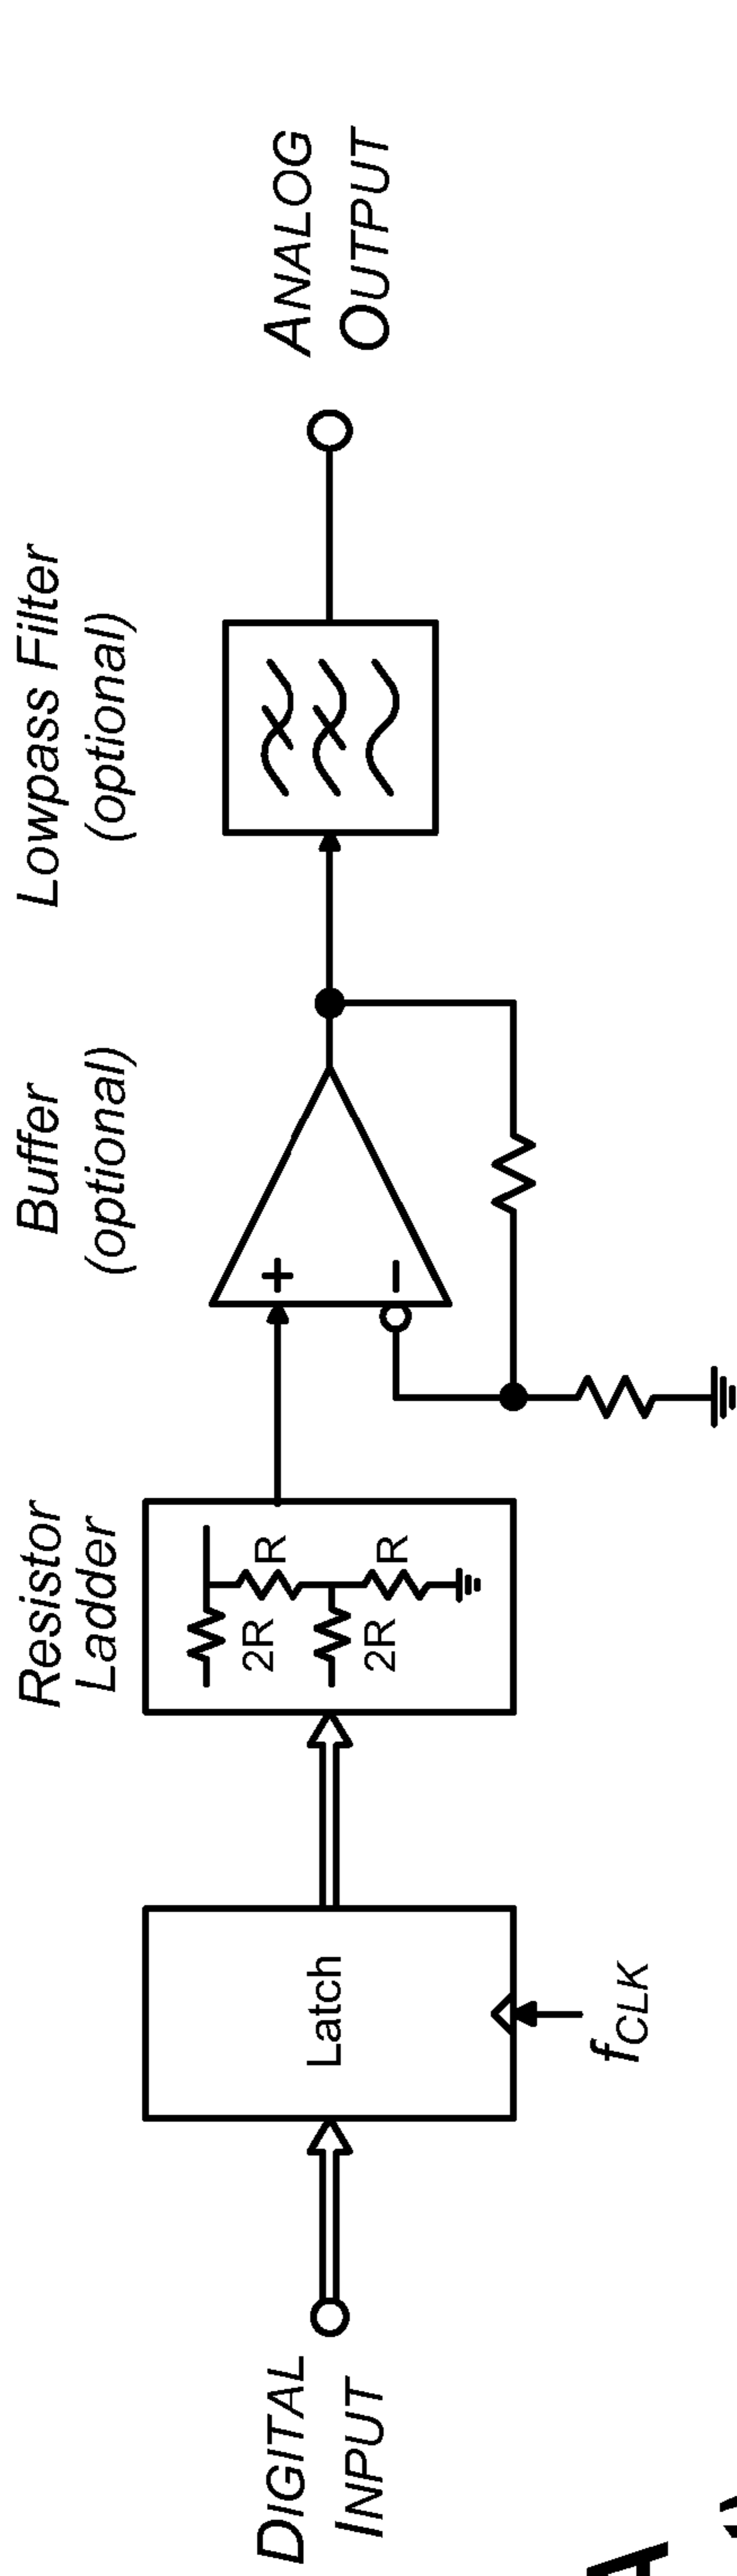 DIGITAL
INPUT
Latch
fCLK
Resistor
Ladder
2R
R
2R
R
Buffer
(optional)
+
–
Lowpass Filter
(optional)
ANALOG
OUTPUT